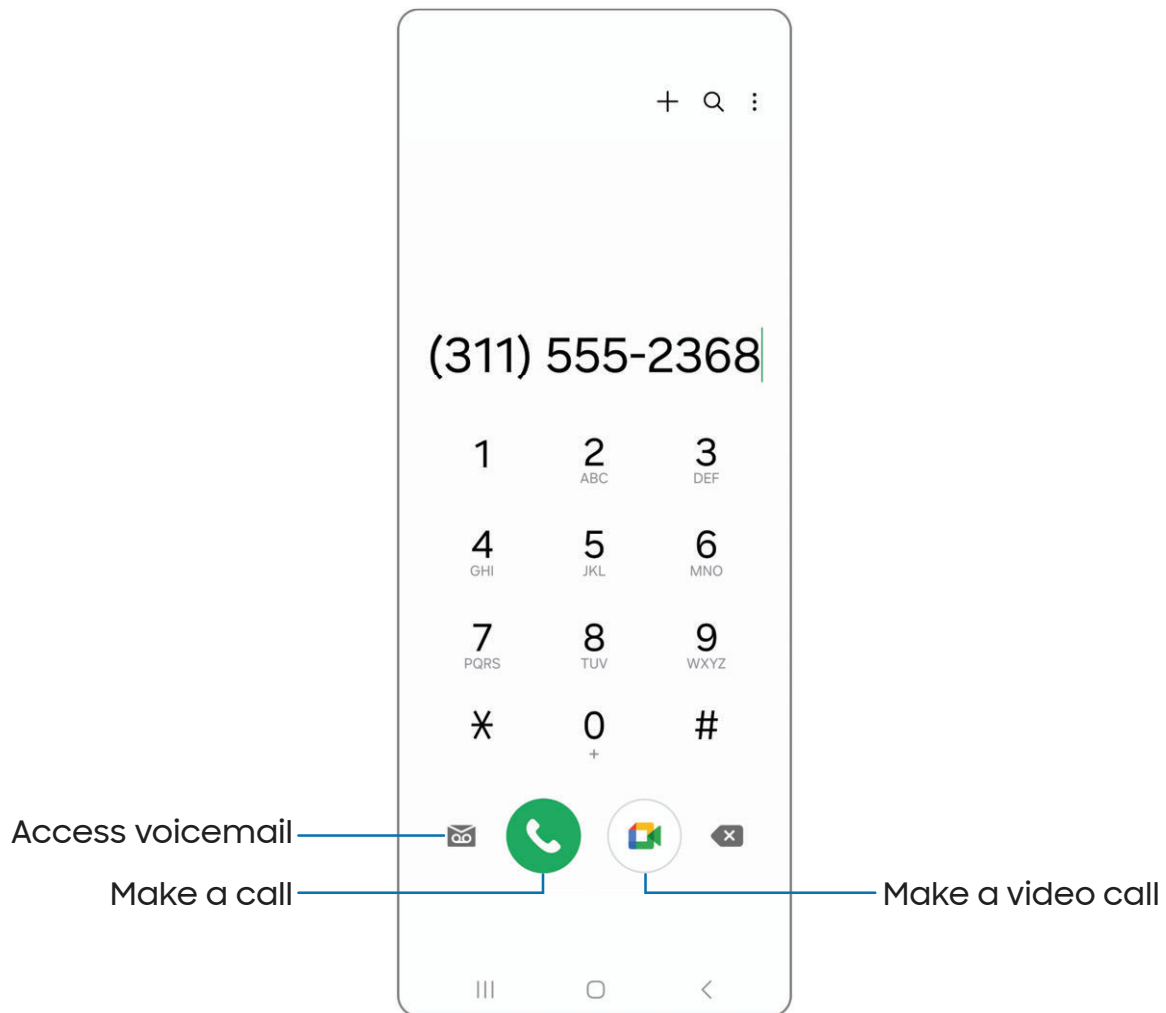 (311) 555-2368
1 2 3
ABC DEF
4 5 6
GHI JKL MNO
7 8 9
PQRS TUV WXYZ
* 0 #
+
Access voicemail
Make a call
Make a video call